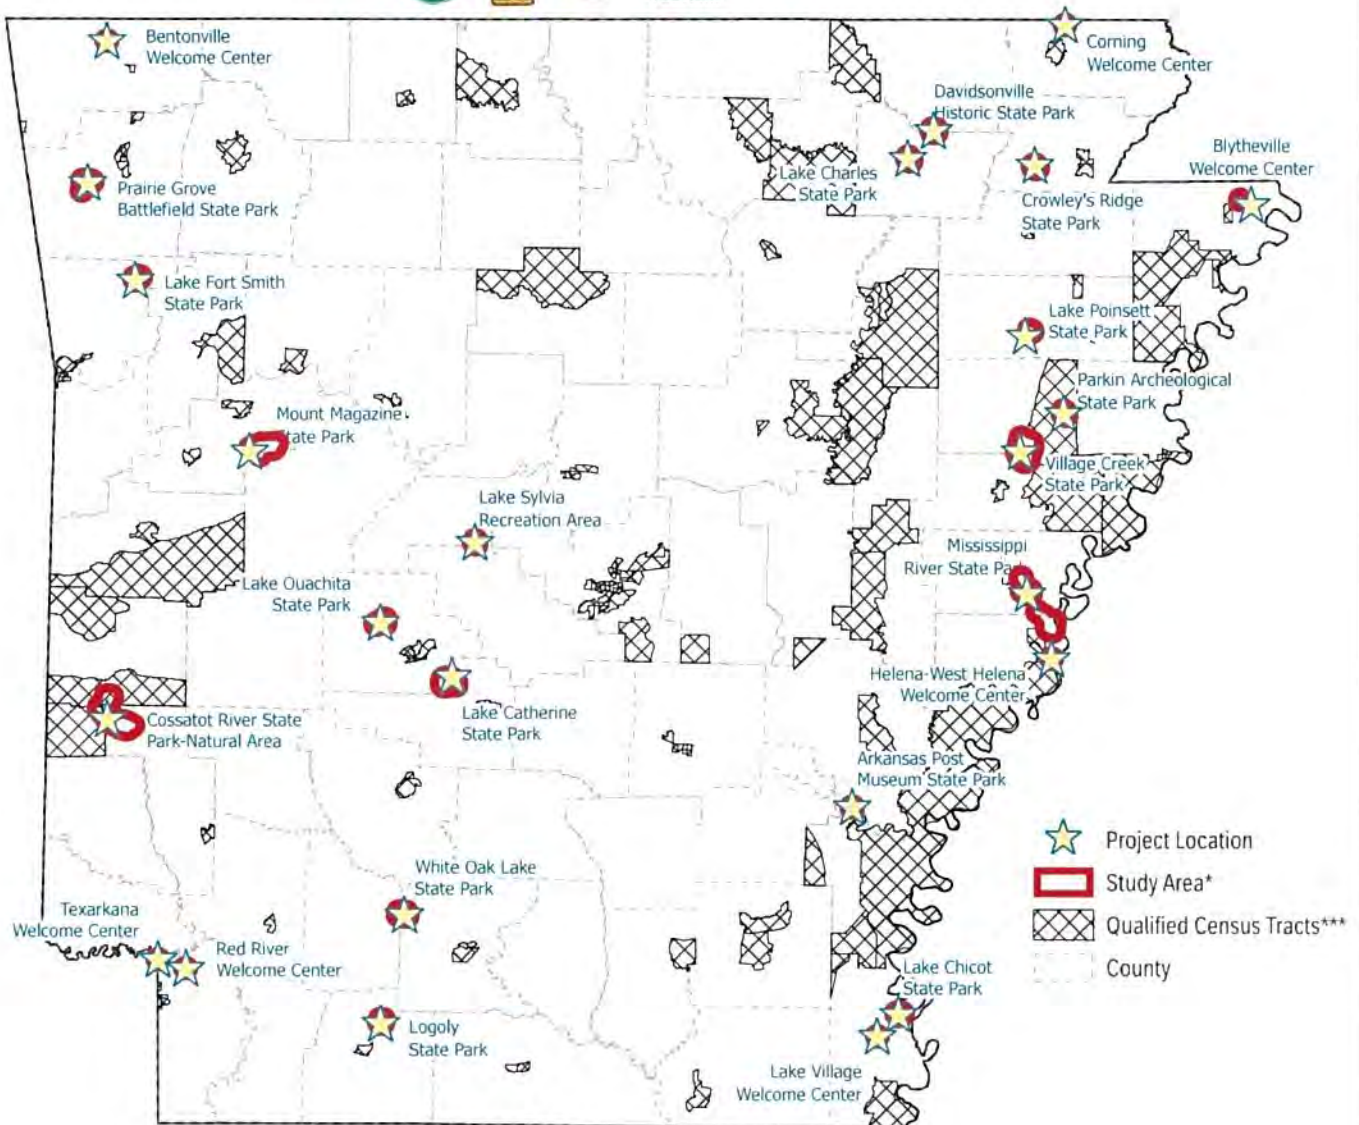 Bentonville
Welcome Center
Corning
Welcome Center
Davidsonville
Historic State Park
Blytheville
Welcome Center
Prairie Grove
Battlefield State Park
Lake Charles
State Park
Crowley's Ridge
State Park
Lake Fort Smith
State Park
Lake Poinsett
State Park
Parkin Archeological
State Park
Mount Magazine
State Park
Village Creek
State Park
Lake Sylvia
Recreation Area
Mississippi
River State Park
Lake Ouachita
State Park
Helena-West Helena
Welcome Center
Lake Catherine
State Park
Cossatot River State
Park-Natural Area
Arkansas Post
Museum State Park
Project Location
Study Area*
Qualified Census Tracts***
County
White Oak Lake
State Park
Texarkana
Welcome Center
Red River
Welcome Center
Lake Chicot
State Park
Logoly
State Park
Lake Village
Welcome Center